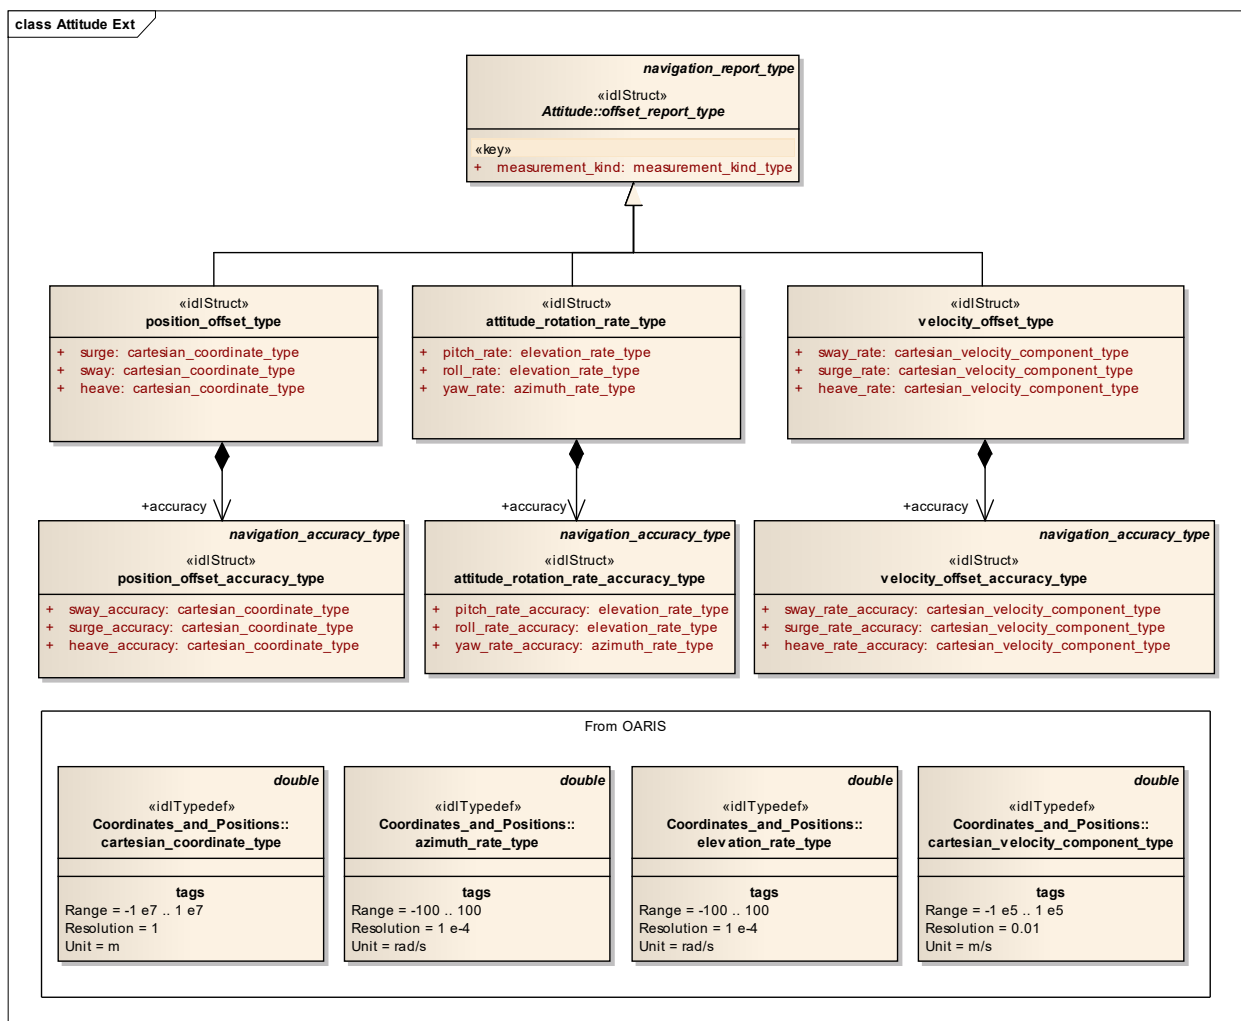 class Attitude Ext
navigation_report_type
«idlStruct»
Attitude::offset_report_type
«key»
+ measurement_kind: measurement_kind_type
«idlStruct»
position_offset_type
+ surge: cartesian_coordinate_type
+ sway: cartesian_coordinate_type
+ heave: cartesian_coordinate_type
«idlStruct»
attitude_rotation_rate_type
+ pitch_rate: elevation_rate_type
+ roll_rate: elevation_rate_type
+ yaw_rate: azimuth_rate_type
«idlStruct»
velocity_offset_type
+ sway_rate: cartesian_velocity_component_type
+ surge_rate: cartesian_velocity_component_type
+ heave_rate: cartesian_velocity_component_type
+accuracy
+accuracy
+accuracy
navigation_accuracy_type
«idlStruct»
position_offset_accuracy_type
+ sway_accuracy: cartesian_coordinate_type
+ surge_accuracy: cartesian_coordinate_type
+ heave_accuracy: cartesian_coordinate_type
navigation_accuracy_type
«idlStruct»
attitude_rotation_rate_accuracy_type
+ pitch_rate_accuracy: elevation_rate_type
+ roll_rate_accuracy: elevation_rate_type
+ yaw_rate_accuracy: azimuth_rate_type
navigation_accuracy_type
«idlStruct»
velocity_offset_accuracy_type
+ sway_rate_accuracy: cartesian_velocity_component_type
+ surge_rate_accuracy: cartesian_velocity_component_type
+ heave_rate_accuracy: cartesian_velocity_component_type
From OARIS
double
«idlTypedef»
Coordinates_and_Positions::
cartesian_coordinate_type
tags
Range = -1 e7 .. 1 e7
Resolution = 1
Unit = m
double
«idlTypedef»
Coordinates_and_Positions::
azimuth_rate_type
tags
Range = -100 .. 100
Resolution = 1 e-4
Unit = rad/s
double
«idlTypedef»
Coordinates_and_Positions::
elevation_rate_type
tags
Range = -100 .. 100
Resolution = 1 e-4
Unit = rad/s
double
«idlTypedef»
Coordinates_and_Positions::
cartesian_velocity_component_type
tags
Range = -1 e5 .. 1 e5
Resolution = 0.01
Unit = m/s